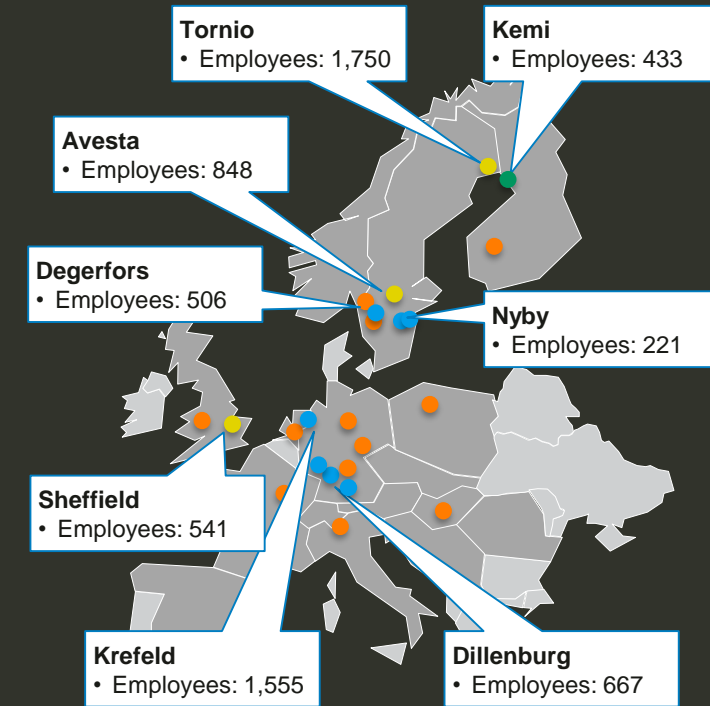 Tornio
• Employees: 1,750
Kemi
• Employees: 433
Avesta
• Employees: 848
Degerfors
• Employees: 506
Nyby
• Employees: 221
Sheffield
• Employees: 541
Krefeld
• Employees: 1,555
Dillenburg
• Employees: 667